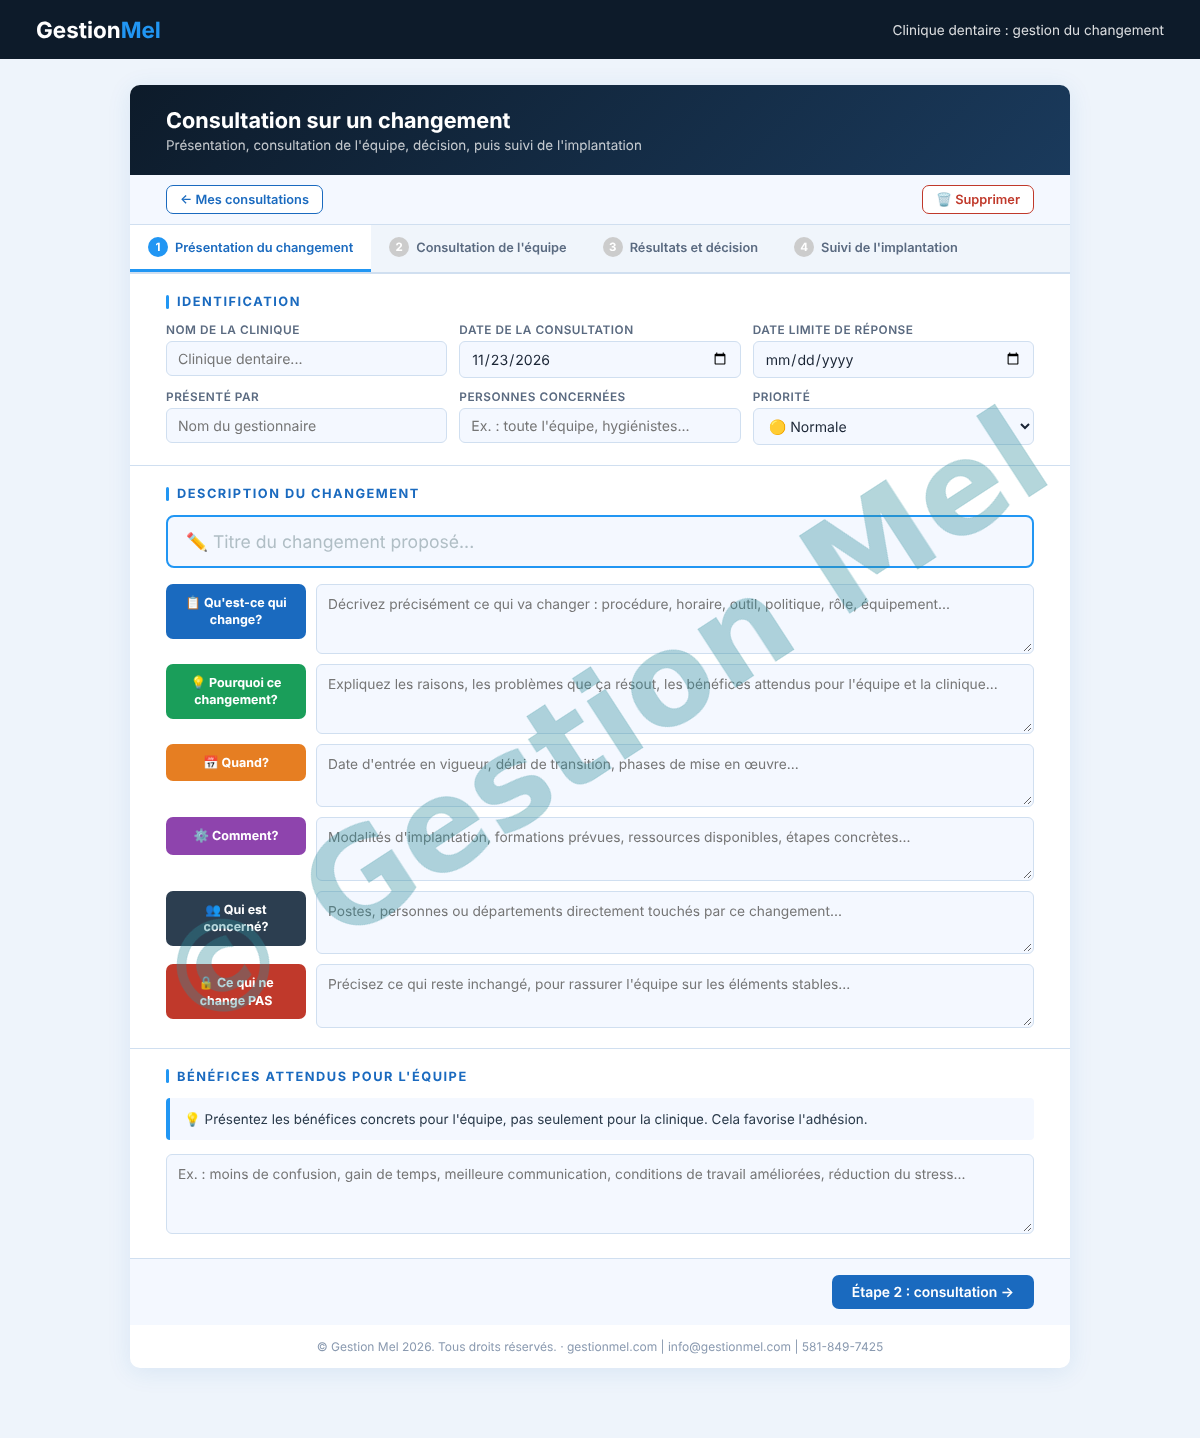 GestionMel
Clinique dentaire : gestion du changement
Consultation sur un changement
Présentation, consultation de l'équipe, décision, puis suivi de l'implantation
← Mes consultations
🗑️ Supprimer
1 Présentation du changement
2 Consultation de l'équipe
3 Résultats et décision
4 Suivi de l'implantation
IDENTIFICATION
NOM DE LA CLINIQUE
DATE DE LA CONSULTATION
DATE LIMITE DE RÉPONSE
Clinique dentaire...
11/23/2026
mm/dd/yyyy
PRÉSENTÉ PAR
PERSONNES CONCERNÉES
PRIORITÉ
Nom du gestionnaire
Ex. : toute l'équipe, hygiénistes...
🟡 Normale
DESCRIPTION DU CHANGEMENT
✏️ Titre du changement proposé...
📋 Qu'est-ce qui
change?
Décrivez précisément ce qui va changer : procédure, horaire, outil, politique, rôle, équipement...
💡 Pourquoi ce
changement?
Expliquez les raisons, les problèmes que ça résout, les bénéfices attendus pour l'équipe et la clinique...
📅 Quand?
Date d'entrée en vigueur, délai de transition, phases de mise en œuvre...
⚙️ Comment?
Modalités d'implantation, formations prévues, ressources disponibles, étapes concrètes...
👥 Qui est
concerné?
Postes, personnes ou départements directement touchés par ce changement...
🔒 Ce qui ne
change PAS
Précisez ce qui reste inchangé, pour rassurer l'équipe sur les éléments stables...
© Gestion Mel
BÉNÉFICES ATTENDUS POUR L'ÉQUIPE
💡 Présentez les bénéfices concrets pour l'équipe, pas seulement pour la clinique. Cela favorise l'adhésion.
Ex. : moins de confusion, gain de temps, meilleure communication, conditions de travail améliorées, réduction du stress...
Étape 2 : consultation →
© Gestion Mel 2026. Tous droits réservés. · gestionmel.com | info@gestionmel.com | 581-849-7425